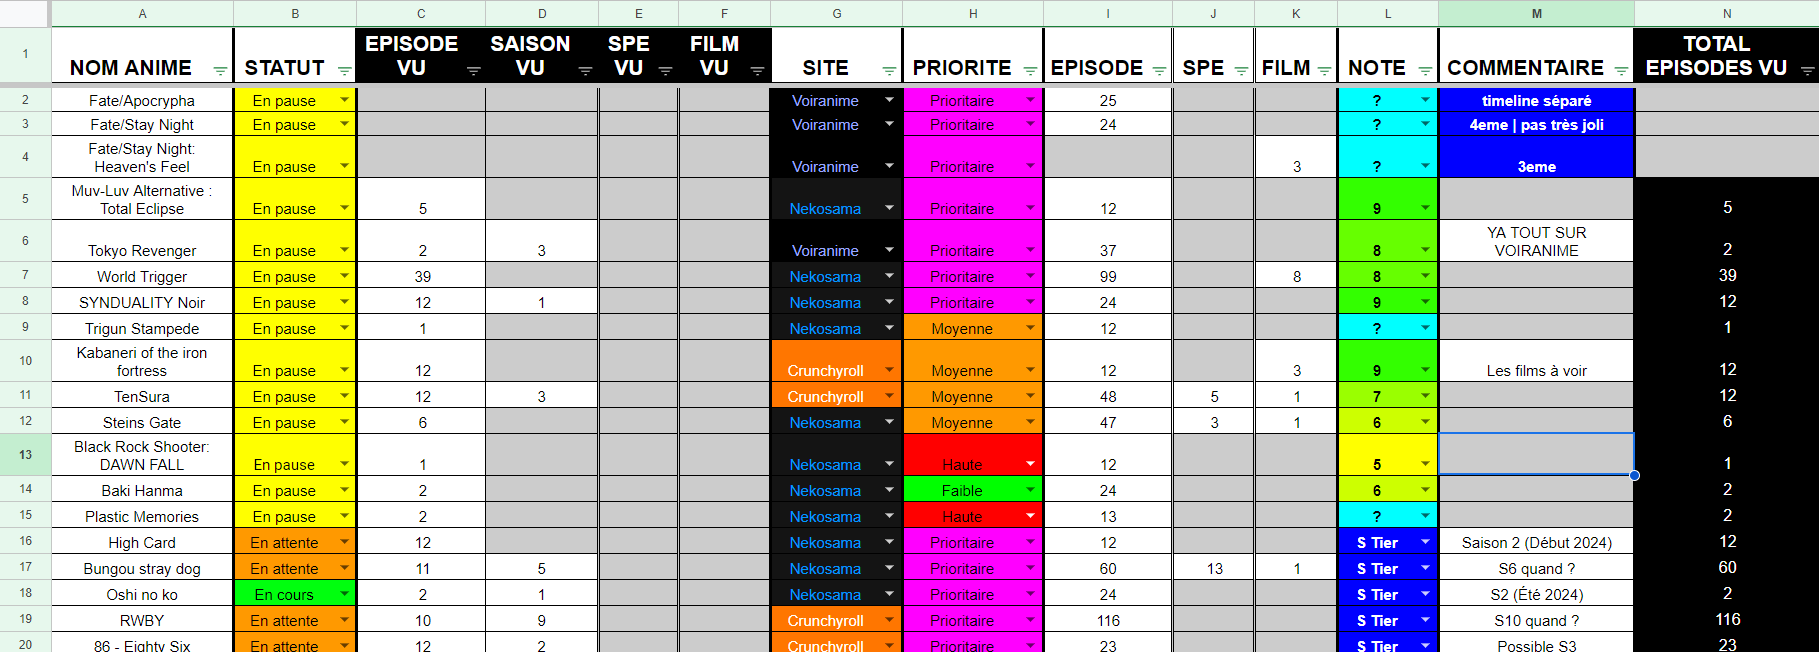 A B C D E F G H I J K L M N
1 NOM ANIME STATUT EPISODE VU SAISON VU SPE VU FILM VU SITE PRIORITE EPISODE SPE FILM NOTE COMMENTAIRE TOTAL EPISODES VU
2 Fate/Apocrypha En pause Voiranime Prioritaire 25 ? timeline séparé
3 Fate/Stay Night En pause Voiranime Prioritaire 24 ? 4eme | pas très joli
4 Fate/Stay Night: Heaven's Feel En pause Voiranime Prioritaire 3 ? 3eme
5 Muv-Luv Alternative : Total Eclipse En pause 5 Nekosama Prioritaire 12 9 5
6 Tokyo Revenger En pause 2 3 Voiranime Prioritaire 37 8 YA TOUT SUR VOIRANIME 2
7 World Trigger En pause 39 Nekosama Prioritaire 99 8 8 39
8 SYNDUALITY Noir En pause 12 1 Nekosama Prioritaire 24 9 12
9 Trigun Stampede En pause 1 Nekosama Moyenne 12 ? 1
10 Kabaneri of the iron fortress En pause 12 Crunchyroll Moyenne 12 3 9 Les films à voir 12
11 TenSura En pause 12 3 Crunchyroll Moyenne 48 5 1 7 12
12 Steins Gate En pause 6 Nekosama Moyenne 47 3 1 6 6
13 Black Rock Shooter: DAWN FALL En pause 1 Nekosama Haute 12 5 1
14 Baki Hanma En pause 2 Nekosama Faible 24 6 2
15 Plastic Memories En pause 2 Nekosama Haute 13 ? 2
16 High Card En attente 12 Nekosama Prioritaire 12 S Tier Saison 2 (Début 2024) 12
17 Bungou stray dog En attente 11 5 Nekosama Prioritaire 60 13 1 S Tier S6 quand ? 60
18 Oshi no ko En cours 2 1 Nekosama Prioritaire 24 S Tier S2 (Été 2024) 2
19 RWBY En attente 10 9 Crunchyroll Prioritaire 116 S Tier S10 quand ? 116
20 86 - Eighty Six En attente 12 2 Crunchyroll Prioritaire 23 S Tier Possible S3 23